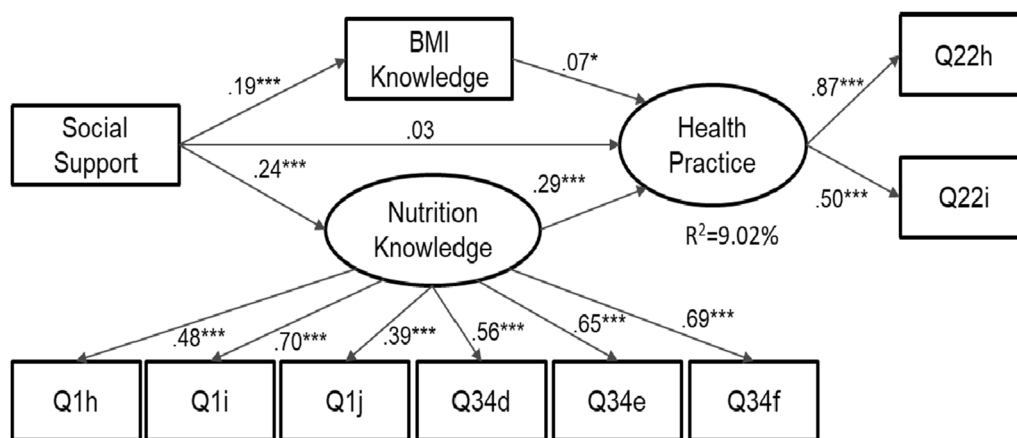 BMI
Knowledge
.19***
.07*
Q22h
.87***
Social
Support
.03
Health
Practice
.24***
.29***
.50***
Q22i
Nutrition
Knowledge
R²=9.02%
.48***
.70***
.39***
.56***
.65***
.69***
Q1h
Q1i
Q1j
Q34d
Q34e
Q34f